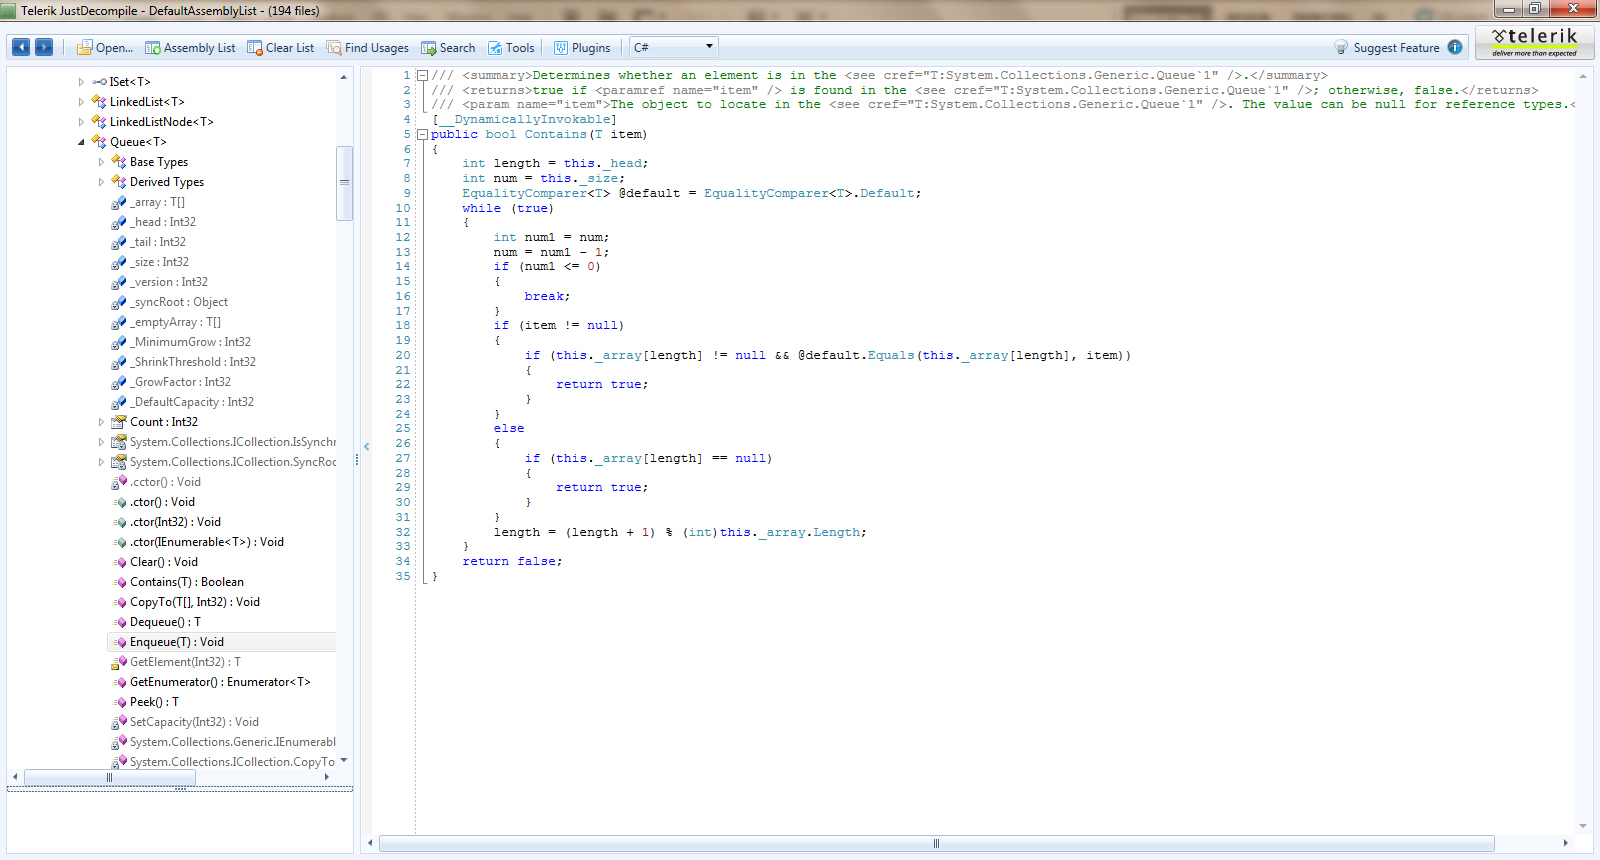 Telerik JustDecompile - DefaultAssemblyList - (194 files)
Open... Assembly List Clear List Find Usages Search Tools Plugins C# Suggest Feature
telerik
deliver more than expected
ISet<T>
LinkedList<T>
LinkedListNode<T>
Queue<T>
Base Types
Derived Types
_array : T[]
_head : Int32
_tail : Int32
_size : Int32
_version : Int32
_syncRoot : Object
_emptyArray : T[]
_MinimumGrow : Int32
_ShrinkThreshold : Int32
_GrowFactor : Int32
_DefaultCapacity : Int32
Count : Int32
System.Collections.ICollection.IsSynchr
System.Collections.ICollection.SyncRoo
.cctor() : Void
.ctor() : Void
.ctor(Int32) : Void
.ctor(IEnumerable<T>) : Void
Clear() : Void
Contains(T) : Boolean
CopyTo(T[], Int32) : Void
Dequeue() : T
Enqueue(T) : Void
GetElement(Int32) : T
GetEnumerator() : Enumerator<T>
Peek() : T
SetCapacity(Int32) : Void
System.Collections.Generic.IEnumerabl
System.Collections.ICollection.CopyTo
1 /// <summary>Determines whether an element is in the <see cref="T:System.Collections.Generic.Queue`1" />.</summary>
2 /// <returns>true if <paramref name="item" /> is found in the <see cref="T:System.Collections.Generic.Queue`1" />; otherwise, false.</returns>
3 /// <param name="item">The object to locate in the <see cref="T:System.Collections.Generic.Queue`1" />. The value can be null for reference types.<
4 [__DynamicallyInvokable]
5 public bool Contains(T item)
6 {
7 int length = this._head;
8 int num = this._size;
9 EqualityComparer<T> @default = EqualityComparer<T>.Default;
10 while (true)
11 {
12 int num1 = num;
13 num = num1 - 1;
14 if (num1 <= 0)
15 {
16 break;
17 }
18 if (item != null)
19 {
20 if (this._array[length] != null && @default.Equals(this._array[length], item))
21 {
22 return true;
23 }
24 }
25 else
26 {
27 if (this._array[length] == null)
28 {
29 return true;
30 }
31 }
32 length = (length + 1) % (int)this._array.Length;
33 }
34 return false;
35 }